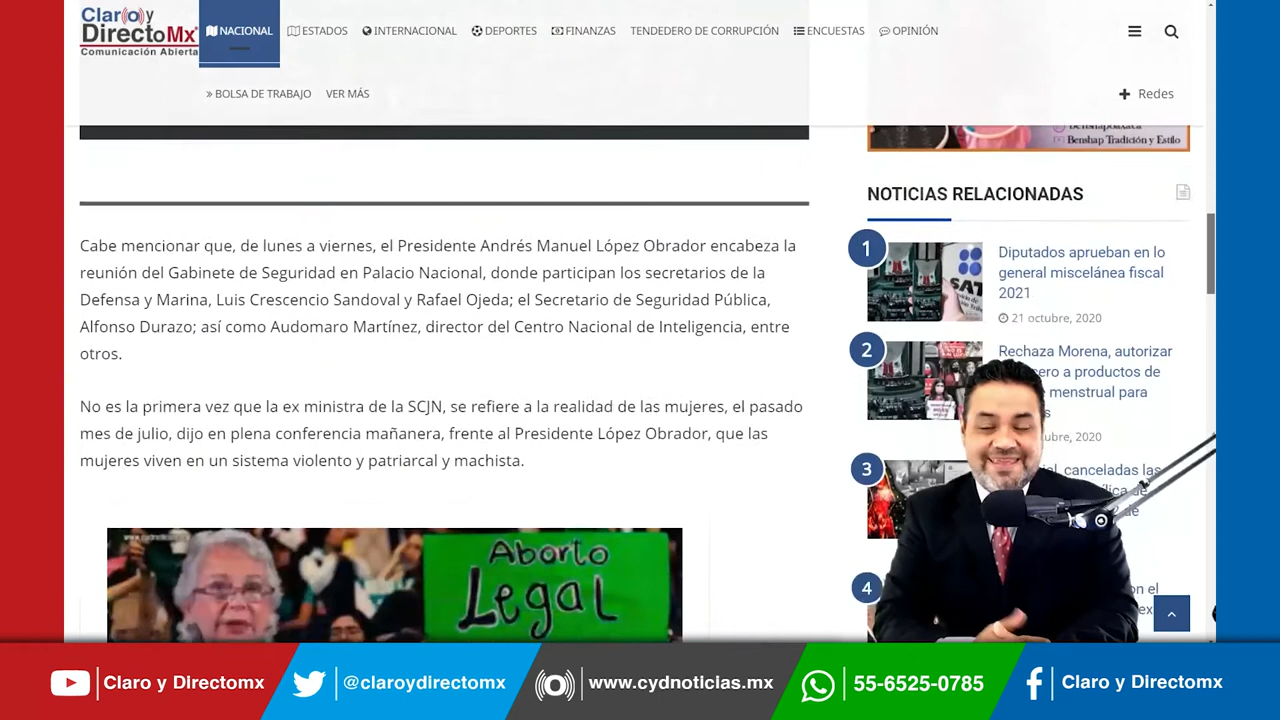 Claro y
DirectoMx
Comunicación Abierta
NACIONAL
ESTADOS
INTERNACIONAL
DEPORTES
FINANZAS
TENDEDERO DE CORRUPCIÓN
ENCUESTAS
OPINIÓN
» BOLSA DE TRABAJO
VER MÁS
+ Redes
Benshap Tradición y Estilo
Cabe mencionar que, de lunes a viernes, el Presidente Andrés Manuel López Obrador encabeza la
reunión del Gabinete de Seguridad en Palacio Nacional, donde participan los secretarios de la
Defensa y Marina, Luis Crescencio Sandoval y Rafael Ojeda; el Secretario de Seguridad Pública,
Alfonso Durazo; así como Audomaro Martínez, director del Centro Nacional de Inteligencia, entre
otros.
No es la primera vez que la ex ministra de la SCJN, se refiere a la realidad de las mujeres, el pasado
mes de julio, dijo en plena conferencia mañanera, frente al Presidente López Obrador, que las
mujeres viven en un sistema violento y patriarcal y machista.
www.cydnoticias.mx
Aborto
Legal
NOTICIAS RELACIONADAS
1
SAT
Diputados aprueban en lo
general miscelánea fiscal
2021
21 octubre, 2020
2
Rechaza Morena, autorizar
cero a productos de
menstrual para
2020
3
canceladas las
de
de
4
el
Claro y Directomx
@claroydirectomx
www.cydnoticias.mx
55-6525-0785
Claro y Directomx